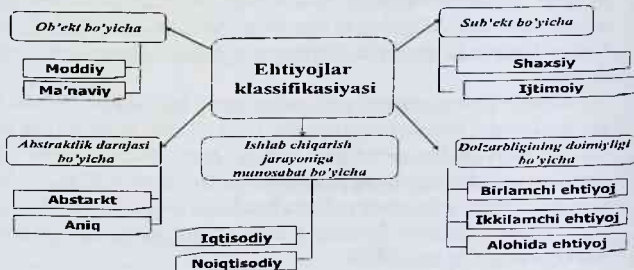 Ob'ekt bo'yicha
Moddiy
Ma'naviy
Ehtiyojlar
klassifikasiyasi
Sub'ekt bo'yicha
Shaxsiy
Ijtimoiy
Abstraktlik darajasi
bo'yicha
Abstarkt
Aniq
Ishlab chiqarish
jarayoniga
munosabat bo'yicha
Iqtisodiy
Noiqtisodiy
Dolzarbligining doimiyligi
bo'yicha
Birlamchi ehtiyoj
Ikkilamchi ehtiyoj
Alohida ehtiyoj